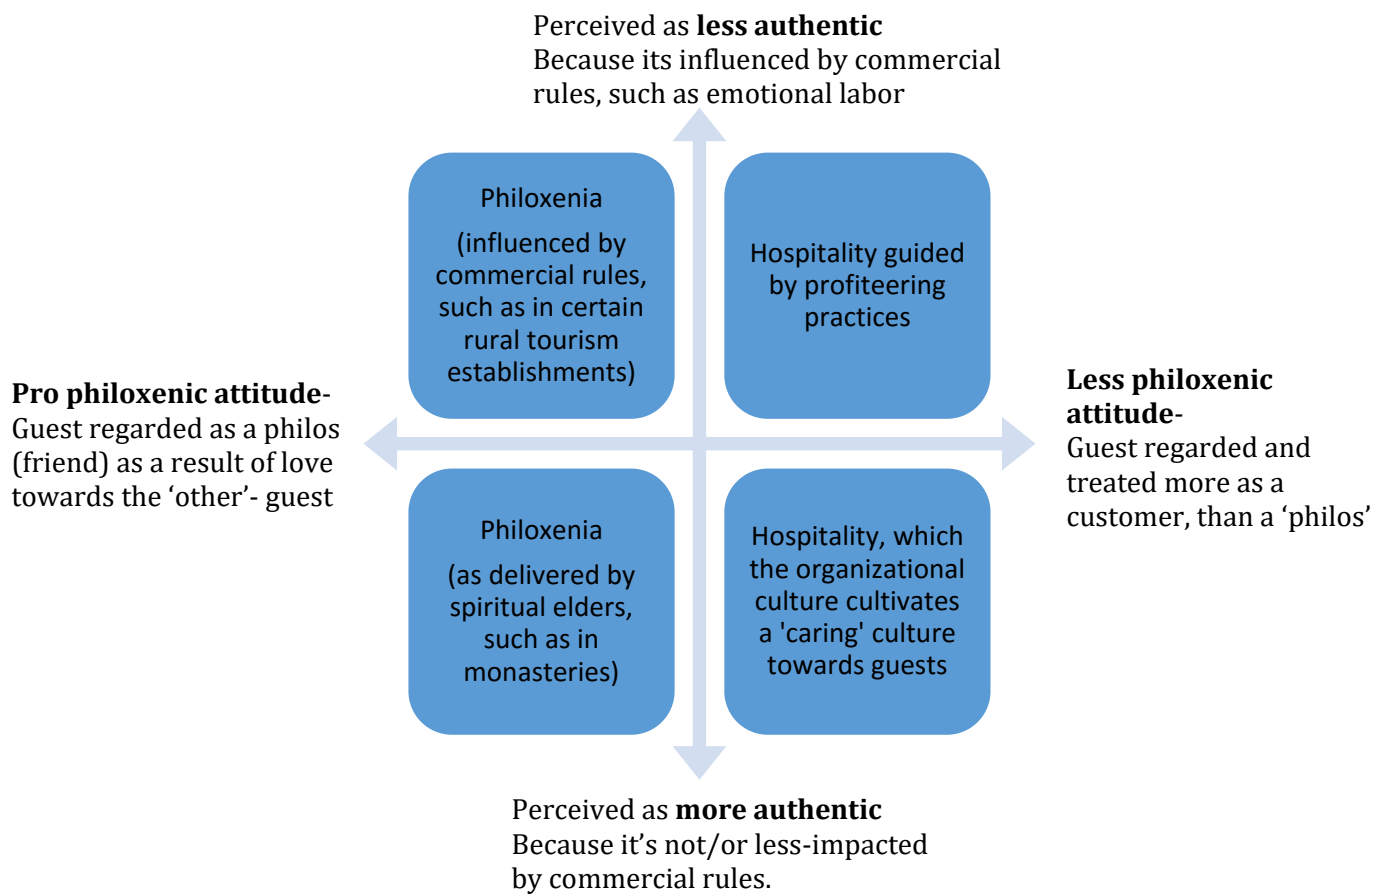 Perceived as less authentic
Because its influenced by commercial
rules, such as emotional labor
Philoxenia
(influenced by
commercial rules,
such as in certain
rural tourism
establishments)
Hospitality guided
by profiteering
practices
Pro philoxenic attitude-
Guest regarded as a philos
(friend) as a result of love
towards the ‘other’- guest
Less philoxenic
attitude-
Guest regarded and
treated more as a
customer, than a ‘philos’
Philoxenia
(as delivered by
spiritual elders,
such as in
monasteries)
Hospitality, which
the organizational
culture cultivates
a 'caring' culture
towards guests
Perceived as more authentic
Because it’s not/or less-impacted
by commercial rules.